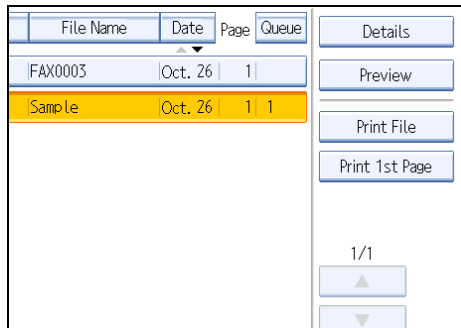 File Name Date Page Queue
FAX0003 Oct. 26 1
Sample Oct. 26 1 1
Details
Preview
Print File
Print 1st Page
1/1